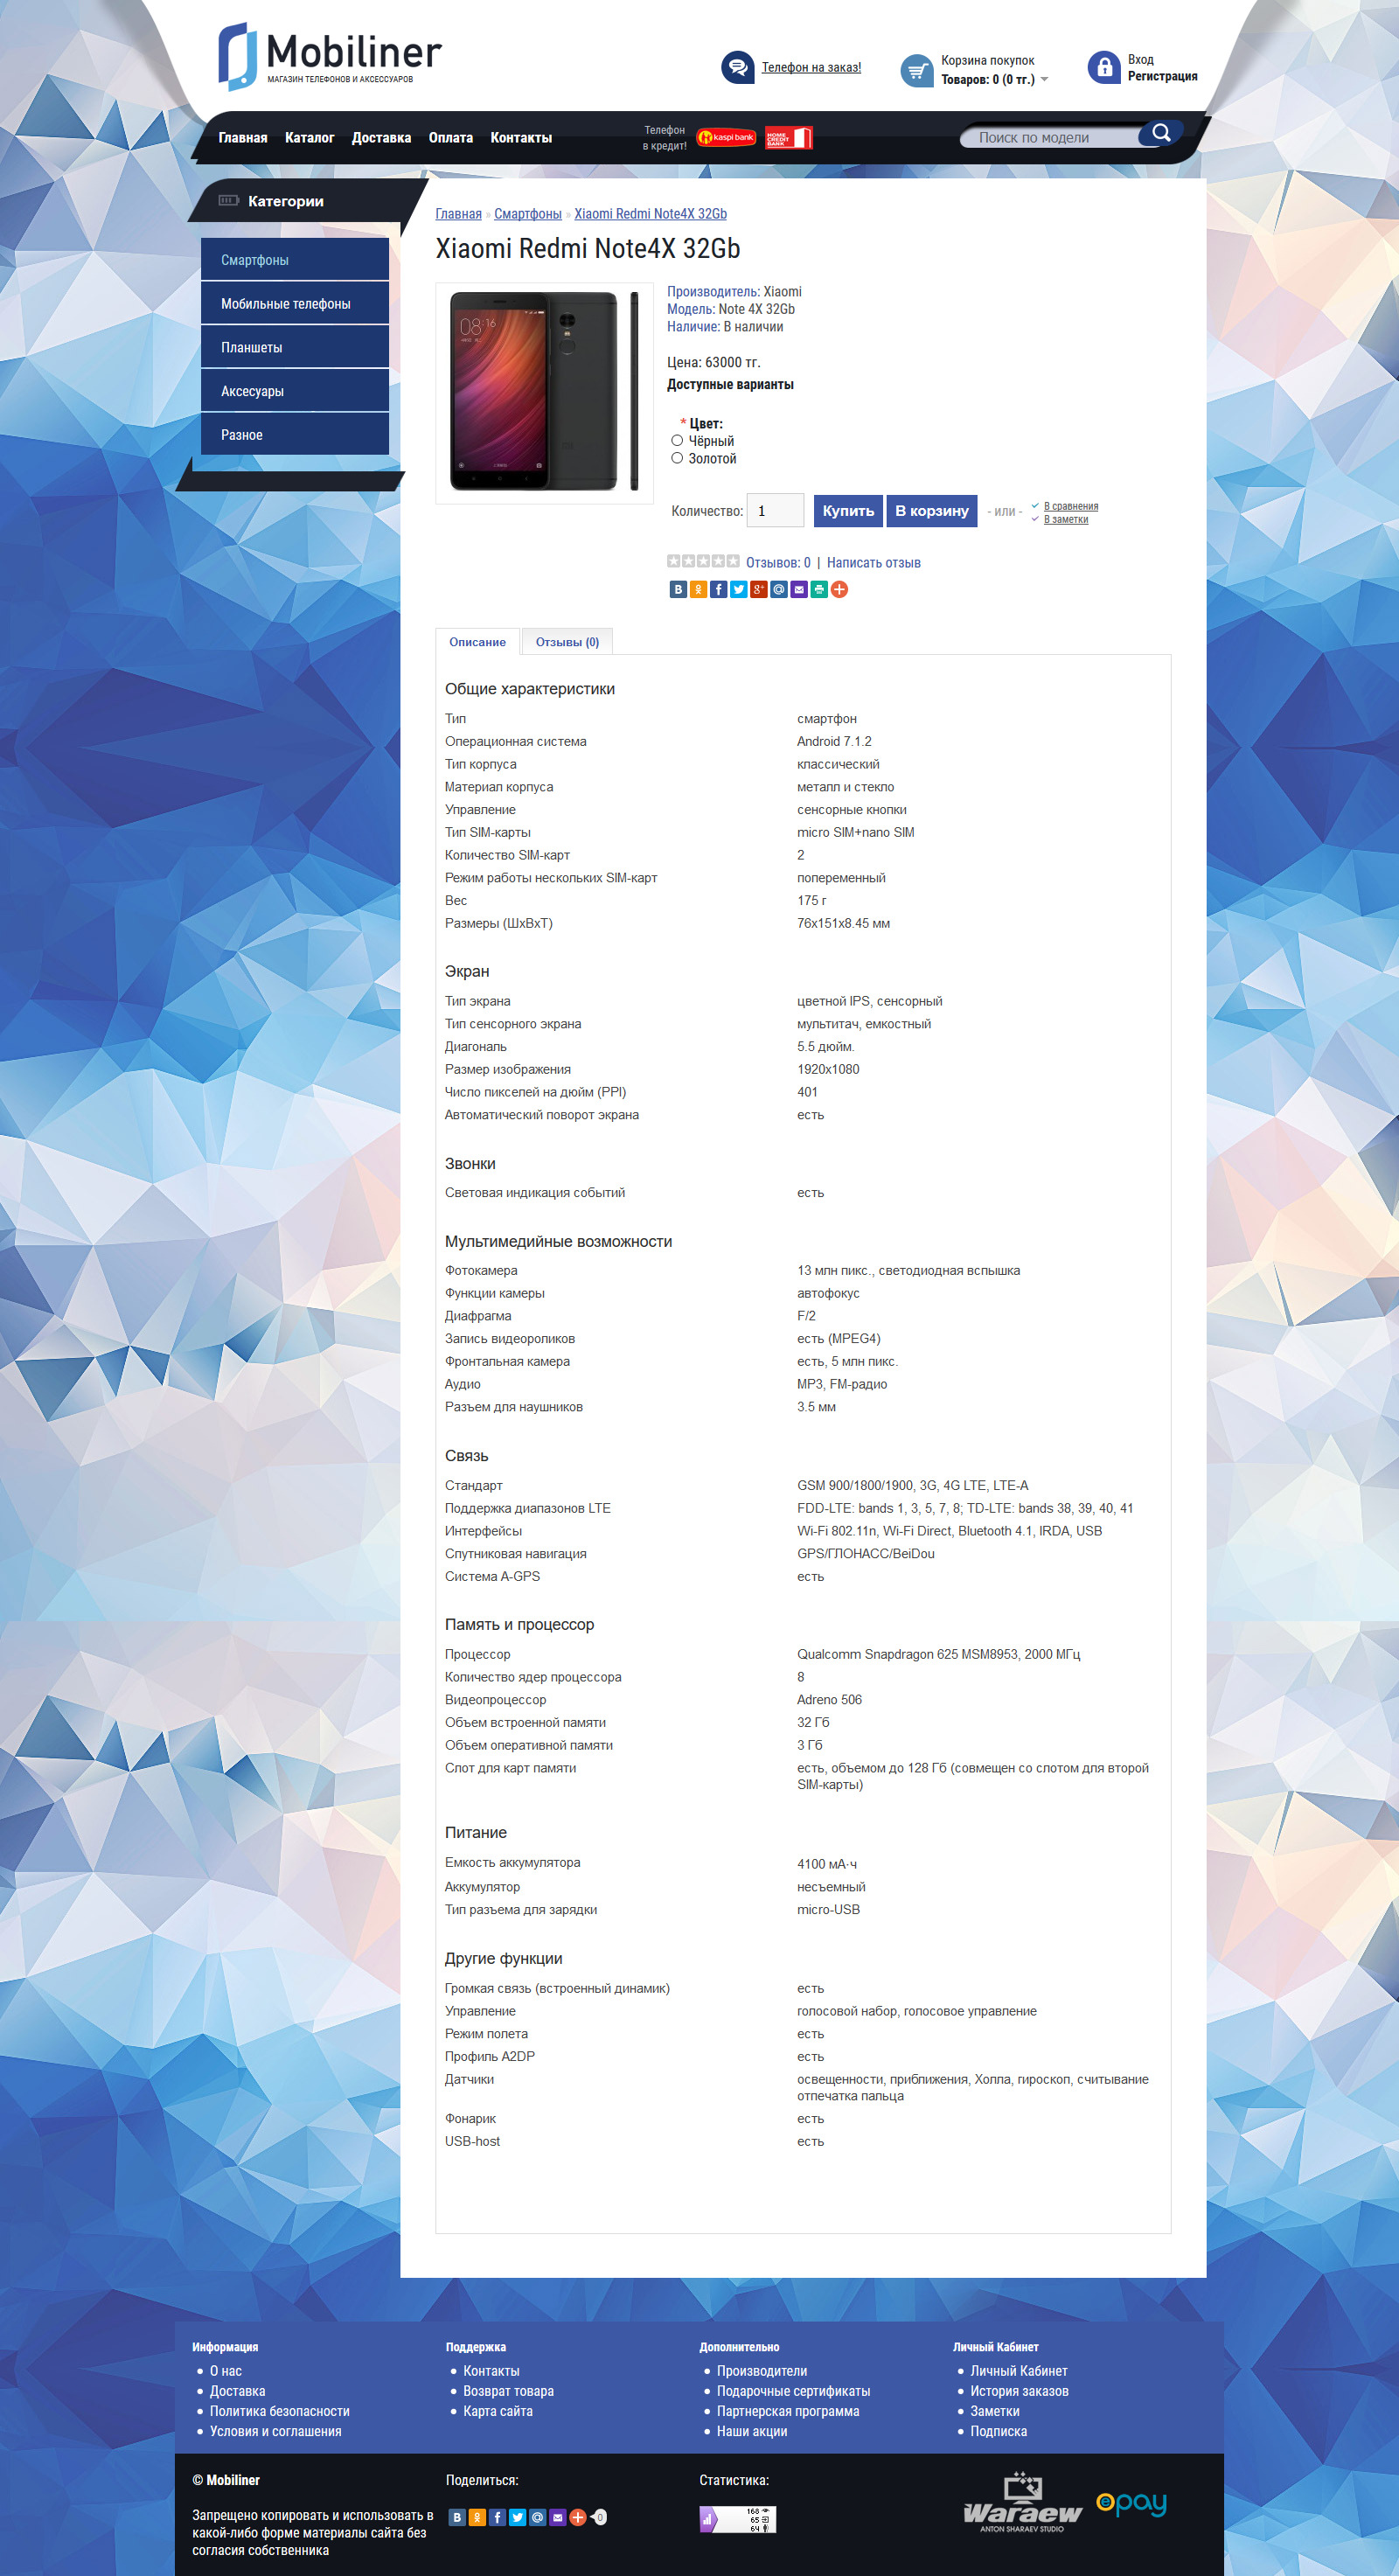 Mobiliner
МАГАЗИН ТЕЛЕФОНОВ И АКСЕССУАРОВ
Телефон на заказ!
Корзина покупок
Товаров: 0 (0 тг.)
Вход
Регистрация
Главная Каталог Доставка Оплата Контакты
Телефон
в кредит!
kaspi bank
HOME CREDIT BANK
Поиск по модели
Категории
Смартфоны
Мобильные телефоны
Планшеты
Аксесуары
Разное
Главная » Смартфоны » Xiaomi Redmi Note4X 32Gb
Xiaomi Redmi Note4X 32Gb
08:16
Производитель: Xiaomi
Модель: Note 4X 32Gb
Наличие: В наличии
Цена: 63000 тг.
Доступные варианты
* Цвет:
Чёрный
Золотой
Количество: 1 Купить В корзину - или -
В сравнения
В заметки
Отзывов: 0 | Написать отзыв
Описание Отзывы (0)
Общие характеристики
Тип смартфон
Операционная система Android 7.1.2
Тип корпуса классический
Материал корпуса металл и стекло
Управление сенсорные кнопки
Тип SIM-карты micro SIM+nano SIM
Количество SIM-карт 2
Режим работы нескольких SIM-карт попеременный
Вес 175 г
Размеры (ШxВxТ) 76x151x8.45 мм
Экран
Тип экрана цветной IPS, сенсорный
Тип сенсорного экрана мультитач, емкостный
Диагональ 5.5 дюйм.
Размер изображения 1920x1080
Число пикселей на дюйм (PPI) 401
Автоматический поворот экрана есть
Звонки
Световая индикация событий есть
Мультимедийные возможности
Фотокамера 13 млн пикс., светодиодная вспышка
Функции камеры автофокус
Диафрагма F/2
Запись видеороликов есть (MPEG4)
Фронтальная камера есть, 5 млн пикс.
Аудио MP3, FM-радио
Разъем для наушников 3.5 мм
Связь
Стандарт GSM 900/1800/1900, 3G, 4G LTE, LTE-A
Поддержка диапазонов LTE FDD-LTE: bands 1, 3, 5, 7, 8; TD-LTE: bands 38, 39, 40, 41
Интерфейсы Wi-Fi 802.11n, Wi-Fi Direct, Bluetooth 4.1, IRDA, USB
Спутниковая навигация GPS/ГЛОНАСС/BeiDou
Cистема A-GPS есть
Память и процессор
Процессор Qualcomm Snapdragon 625 MSM8953, 2000 МГц
Количество ядер процессора 8
Видеопроцессор Adreno 506
Объем встроенной памяти 32 Гб
Объем оперативной памяти 3 Гб
Слот для карт памяти есть, объемом до 128 Гб (совмещен со слотом для второй
SIM-карты)
Питание
Емкость аккумулятора 4100 мА·ч
Аккумулятор несъемный
Тип разъема для зарядки micro-USB
Другие функции
Громкая связь (встроенный динамик) есть
Управление голосовой набор, голосовое управление
Режим полета есть
Профиль A2DP есть
Датчики освещенности, приближения, Холла, гироскоп, считывание
отпечатка пальца
Фонарик есть
USB-host есть
Информация
О нас
Доставка
Политика безопасности
Условия и соглашения
Поддержка
Контакты
Возврат товара
Карта сайта
Дополнительно
Производители
Подарочные сертификаты
Партнерская программа
Наши акции
Личный Кабинет
Личный Кабинет
История заказов
Заметки
Подписка
© Mobiliner
Запрещено копировать и использовать в
какой-либо форме материалы сайта без
согласия собственника
Поделиться:
0
Статистика:
168
65
64
Waraew
ANTON SHARAEV STUDIO
epay